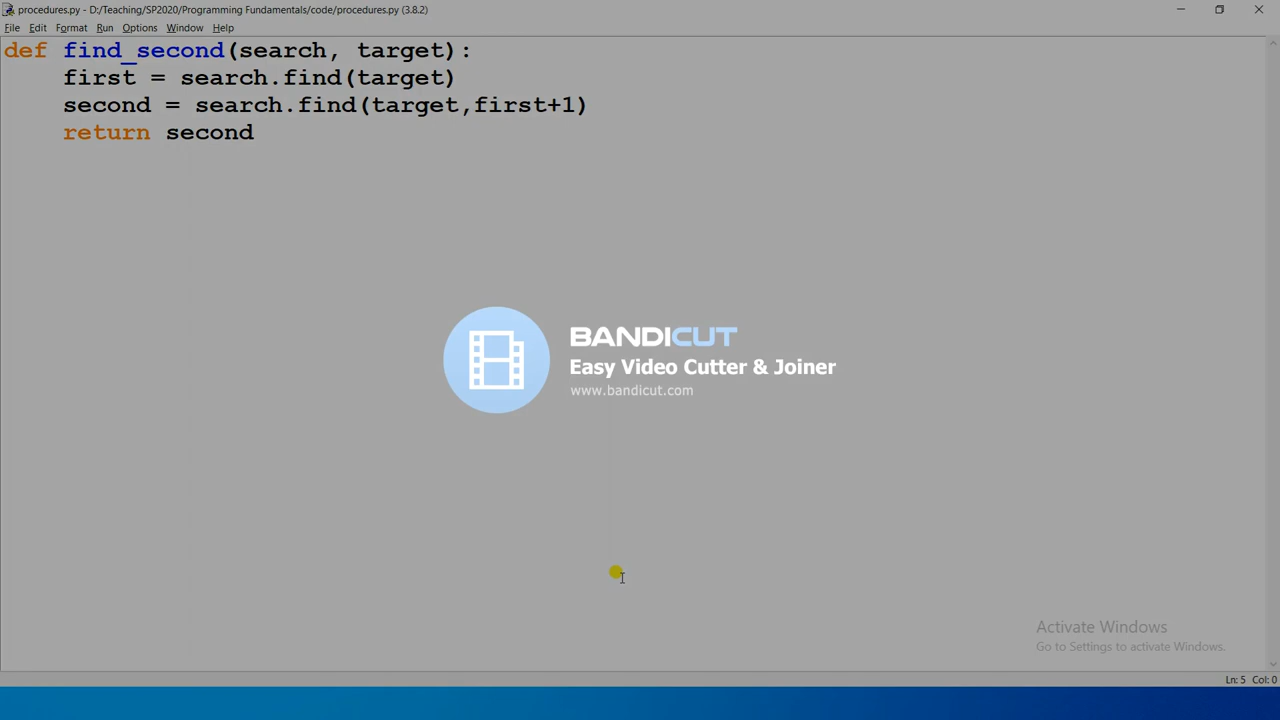 procedures.py - D:/Teaching/SP2020/Programming Fundamentals/code/procedures.py (3.8.2)
File Edit Format Run Options Window Help
def find_second(search, target):
    first = search.find(target)
    second = search.find(target,first+1)
    return second
BANDICUT
Easy Video Cutter & Joiner
www.bandicut.com
Activate Windows
Go to Settings to activate Windows.
Ln: 5 Col: 0